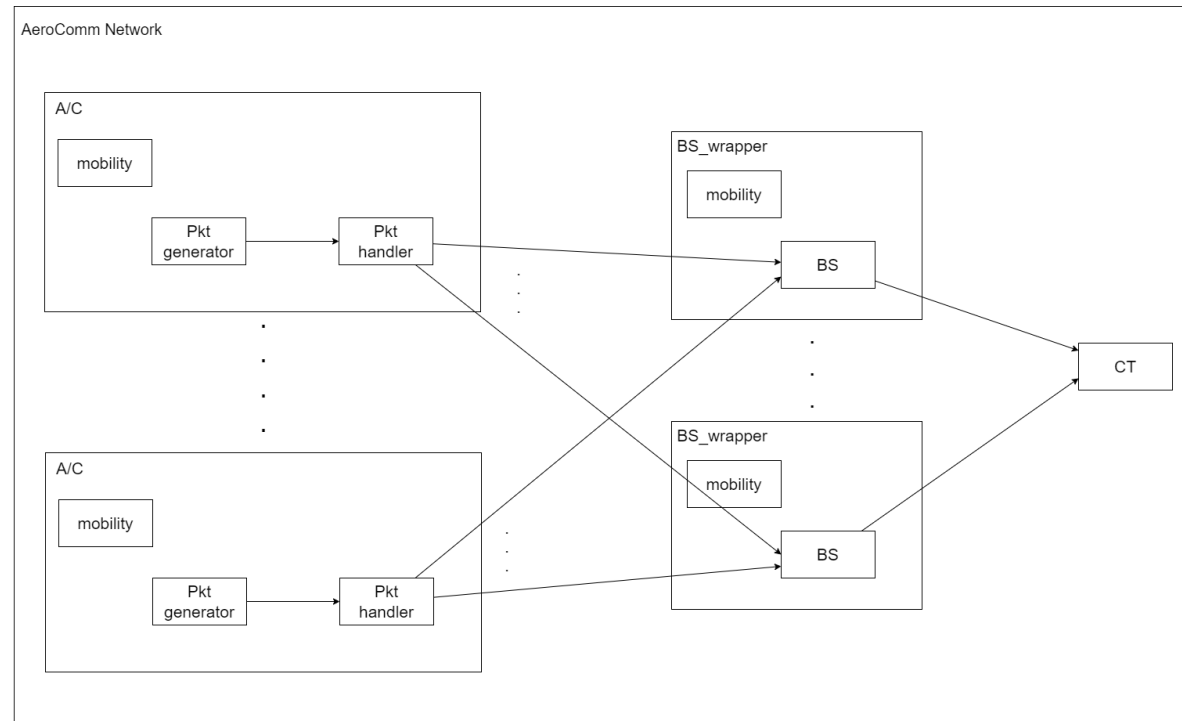 AeroComm Network
A/C
mobility
Pkt
generator
Pkt
handler
BS_wrapper
mobility
BS
CT
A/C
mobility
Pkt
generator
Pkt
handler
BS_wrapper
mobility
BS